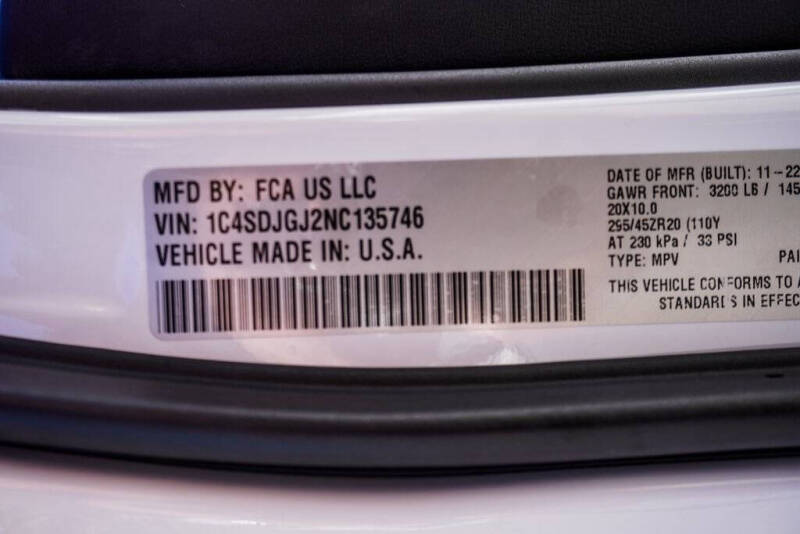 MFD BY: FCA US LLC
VIN: 1C4SDJGJ2NC135746
VEHICLE MADE IN: U.S.A.
DATE OF MFR (BUILT): 11-22
GAWR FRONT: 3200 LB / 145
20X10.0
295/45ZR20 (110Y
AT 230 kPa / 33 PSI
TYPE: MPV PAI
THIS VEHICLE CONFORMS TO A
STANDARDS IN EFFEC